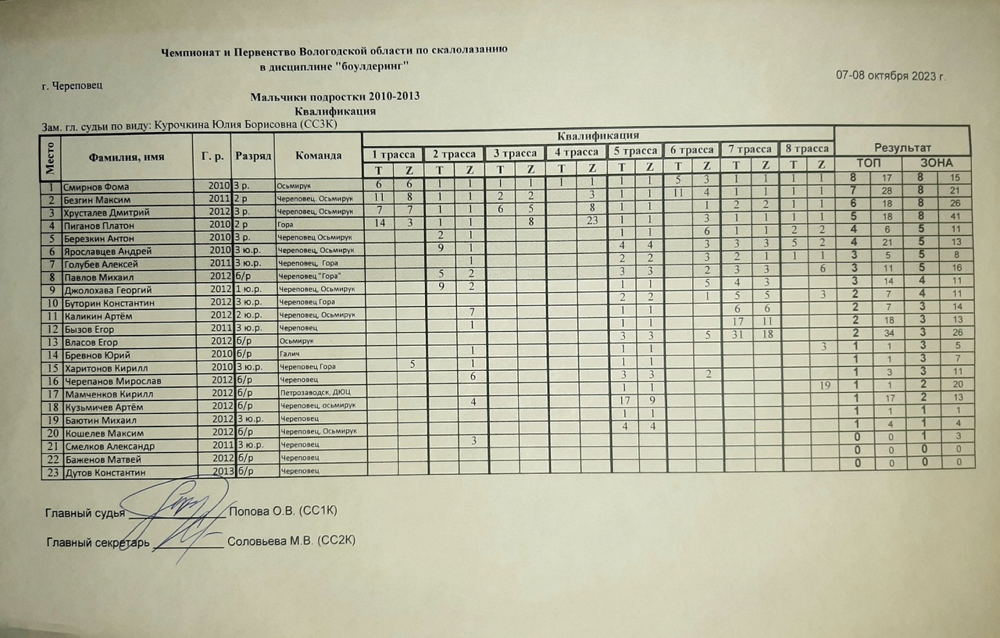 Чемпионат и Первенство Вологодской области по скалолазанию
в дисциплине "боулдеринг"
г. Череповец 07-08 октября 2023 г.
Мальчики подростки 2010-2013
Квалификация
Зам. гл. судьи по виду: Курочкина Юлия Борисовна (СС3К)
Место Фамилия, имя Г. р. Разряд Команда Квалификация Результат
1 трасса 2 трасса 3 трасса 4 трасса 5 трасса 6 трасса 7 трасса 8 трасса ТОП ЗОНА
T Z T Z T Z T Z T Z T Z T Z T Z
1 Смирнов Фома 2010 3 р. Осьмирук 6 6 1 1 1 1 1 1 1 1 5 3 1 1 1 1 8 17 8 15
2 Безгин Максим 2011 2 р Череповец. Осьмирук 11 8 1 1 2 2 3 1 1 11 4 1 1 1 1 7 28 8 21
3 Хрусталев Дмитрий 2012 3 р. Череповец, Осьмирук 7 7 1 1 6 5 8 1 1 1 2 2 1 1 6 18 8 26
4 Пиганов Платон 2010 2 р Гора 14 3 1 1 8 23 1 1 3 1 1 1 1 5 18 8 41
5 Березкин Антон 2010 3 р. Череповец Осьмирук 2 1 1 1 6 1 1 2 2 4 6 5 11
6 Ярославцев Андрей 2010 3 ю.р. Череповец, Осьмирук 9 1 4 4 3 3 3 5 2 4 21 5 13
7 Голубев Алексей 2011 3 ю.р. Череповец, Гора 1 2 2 3 2 1 1 1 3 5 5 8
8 Павлов Михаил 2012 б/р Череповец "Гора" 5 2 3 3 2 3 3 6 3 11 5 16
9 Джолохава Георгий 2012 1 ю.р. Череповец, Осьмирук 9 2 1 1 5 4 3 3 14 4 11
10 Буторин Константин 2012 3 ю.р. Череповец Гора 2 2 1 5 5 3 2 7 4 11
11 Каликин Артём 2012 2 ю.р. Череповец, Осьмирук 7 1 1 6 6 2 7 3 14
12 Бызов Егор 2011 3 ю.р. Череповец 1 1 1 17 11 2 18 3 13
13 Власов Егор 2012 б/р Осьмирук 3 3 5 31 18 2 34 3 26
14 Бревнов Юрий 2010 б/р Галич 1 1 1 3 1 1 3 5
15 Харитонов Кирилл 2010 3 ю.р. Череповец Гора 5 1 1 1 1 1 3 7
16 Черепанов Мирослав 2012 б/р Череповец 6 3 3 2 1 3 3 11
17 Мамченков Кирилл 2012 б/р Петрозаводск, ДЮЦ 1 1 19 1 1 2 20
18 Кузьмичев Артём 2012 б/р Череповец, осьмирук 4 17 9 1 17 2 13
19 Баютин Михаил 2012 3 ю.р. Череповец 1 1 1 1 1 1
20 Кошелев Максим 2012 б/р Череповец, Осьмирук 4 4 1 4 1 4
21 Смелков Александр 2011 3 ю.р. Череповец 3 0 0 1 3
22 Баженов Матвей 2012 б/р Череповец 0 0 0 0
23 Дутов Константин 2013 б/р Череповец 0 0 0 0
Главный судья Попова О.В. (СС1К)
Главный секретарь Соловьева М.В. (СС2К)